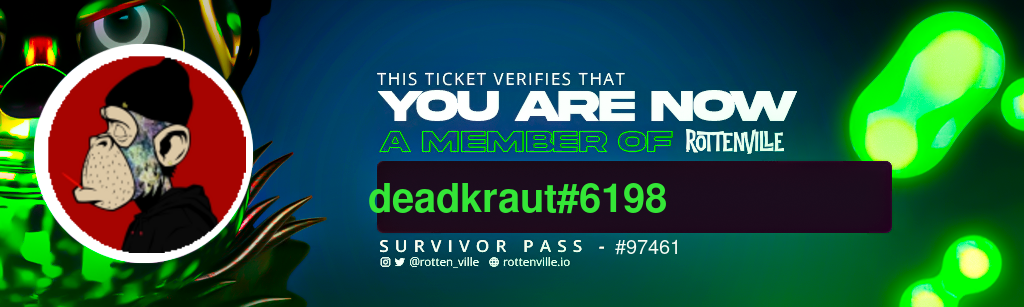 THIS TICKET VERIFIES THAT
YOU ARE NOW
A MEMBER OF ROTTENVILLE
deadkraut#6198
SURVIVOR PASS - #97461
@rotten_ville rottenville.io